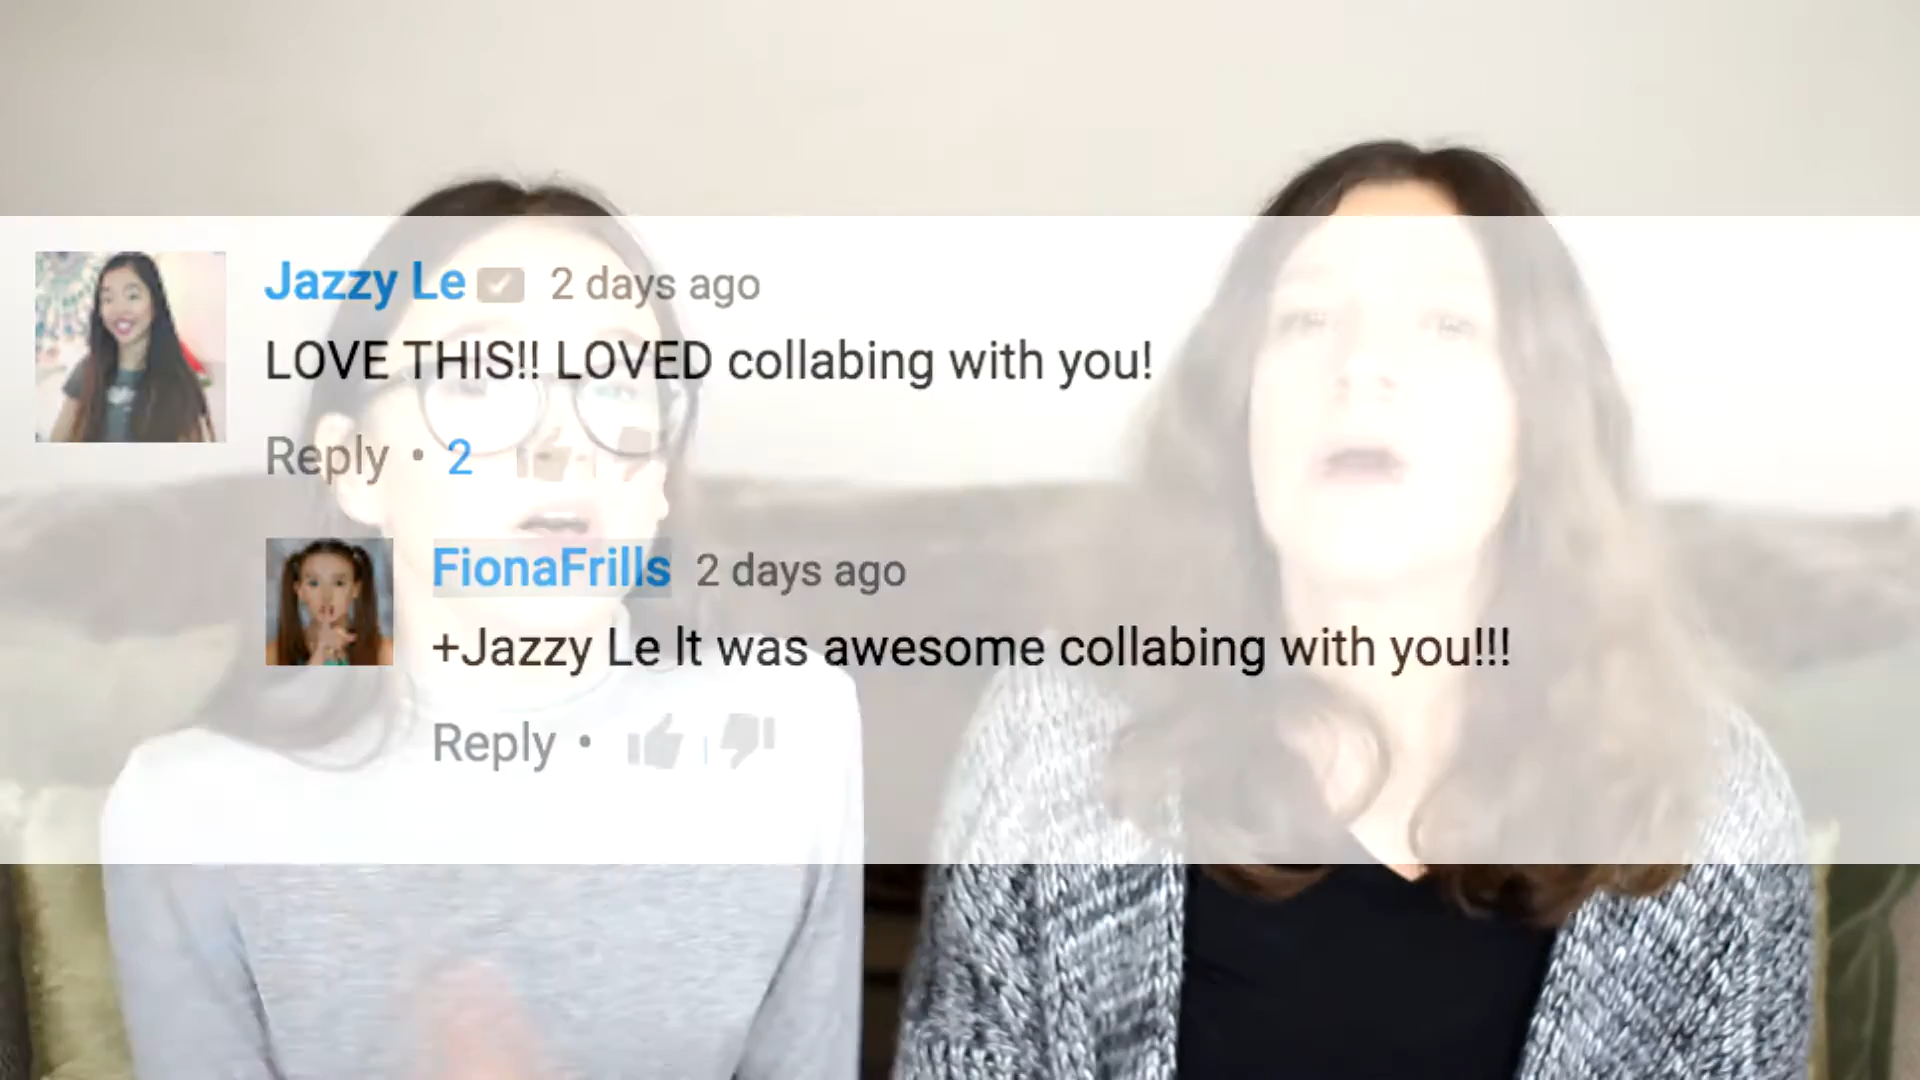 Jazzy Le 2 days ago
LOVE THIS!! LOVED collabing with you!
Reply • 2
FionaFrills 2 days ago
+Jazzy Le It was awesome collabing with you!!!
Reply •